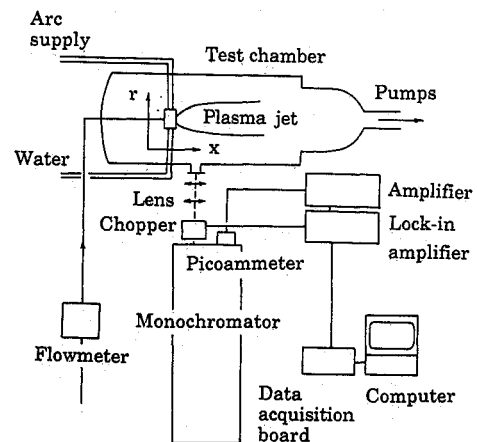 Arc
supply
Test chamber
r
Plasma jet
Pumps
x
Water
Lens
Chopper
Amplifier
Lock-in
amplifier
Picoammeter
Monochromator
Flowmeter
Data
acquisition
board
Computer